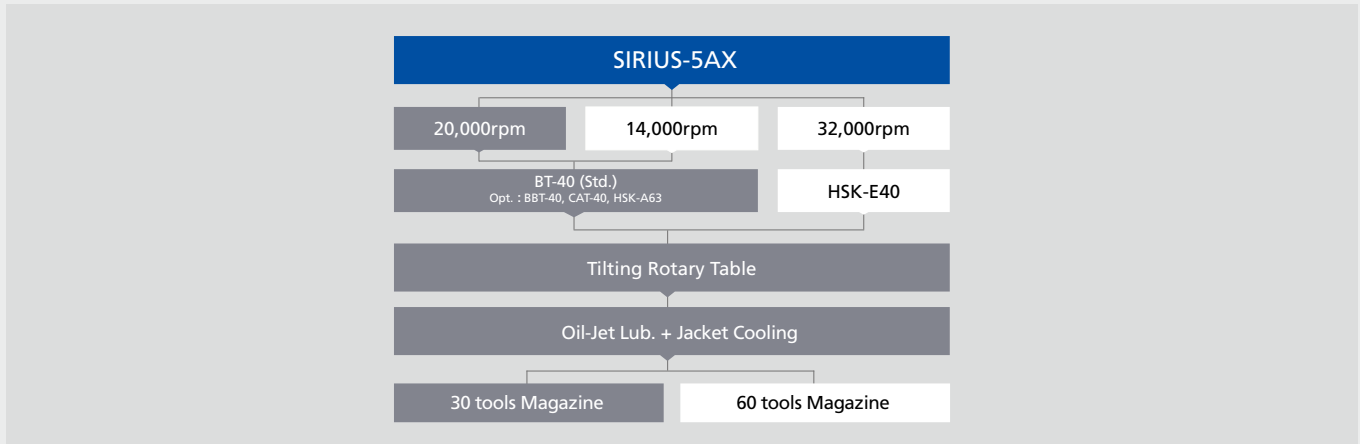 SIRIUS-5AX
20,000rpm
14,000rpm
32,000rpm
BT-40 (Std.)
Opt. : BBT-40, CAT-40, HSK-A63
HSK-E40
Tilting Rotary Table
Oil-Jet Lub. + Jacket Cooling
30 tools Magazine
60 tools Magazine